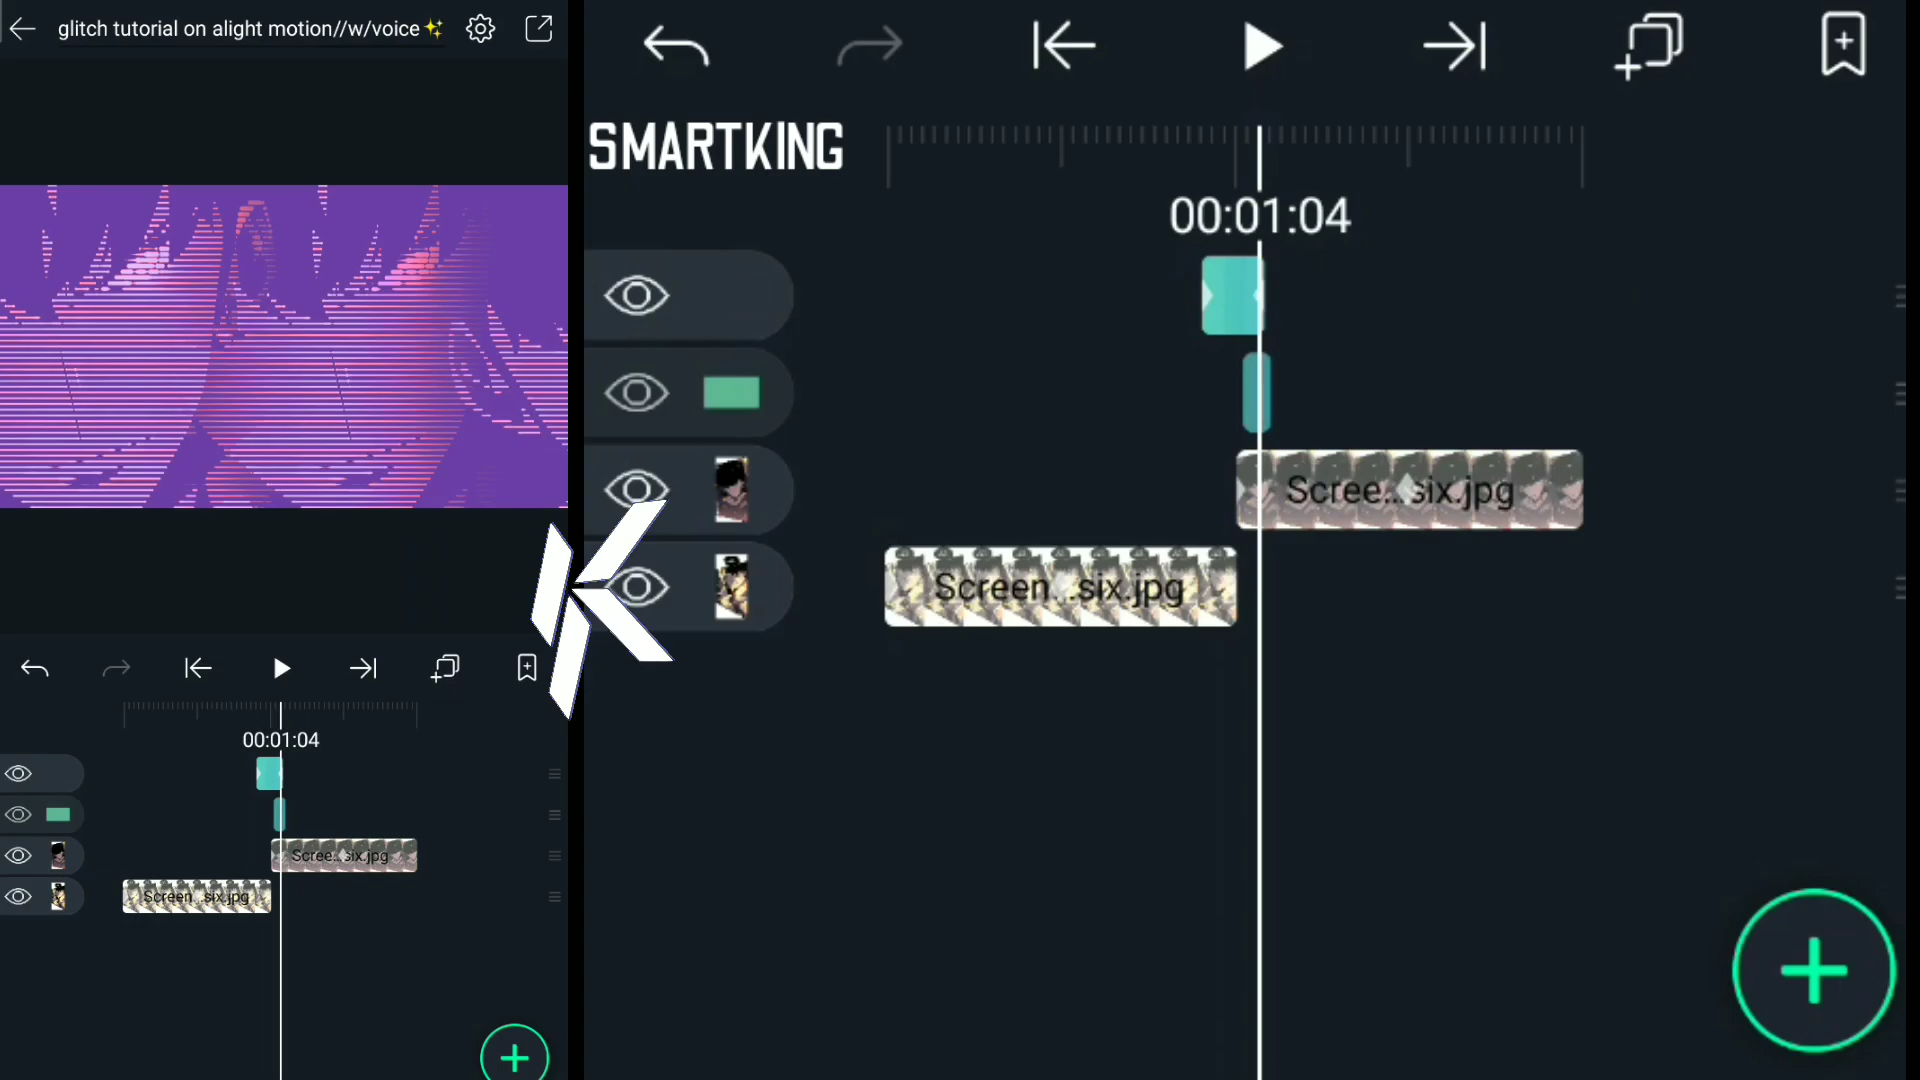 glitch tutorial on alight motion//w/voice✨
00:01:04
Scree...six.jpg
Screen...six.jpg
SMARTKING
00:01:04
Scree...six.jpg
Screen...six.jpg